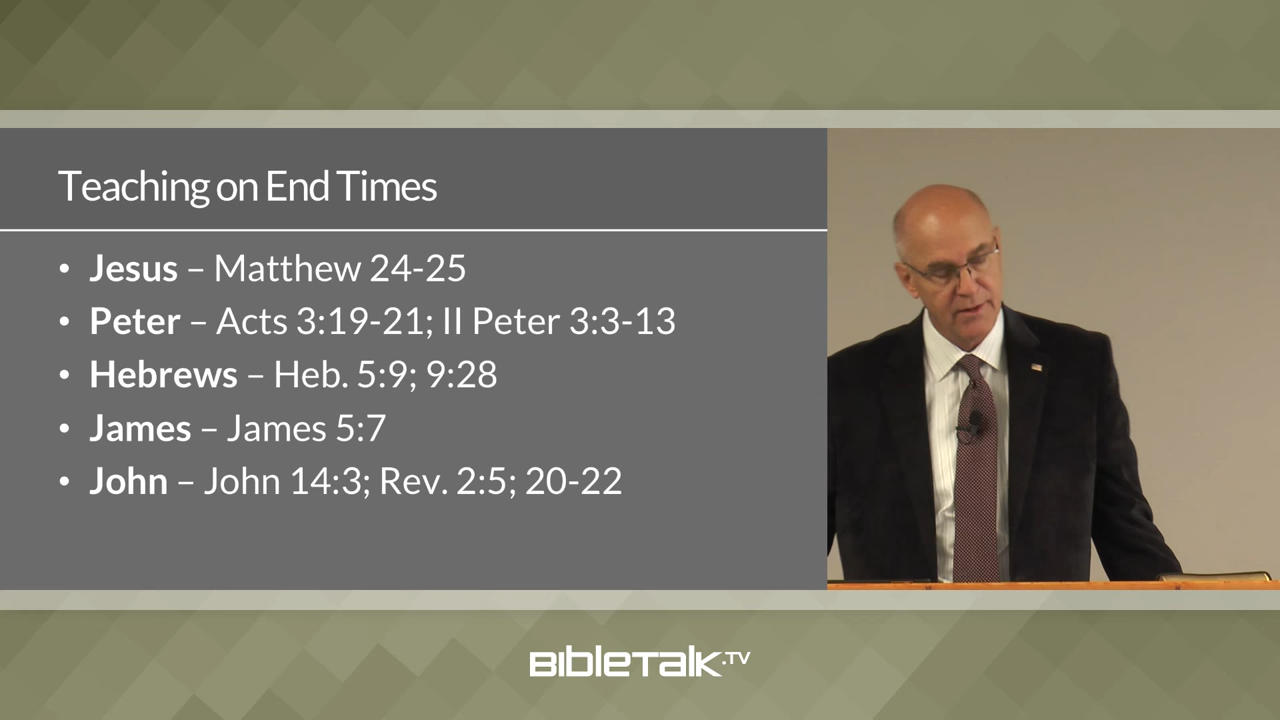 Teaching on End Times
• Jesus – Matthew 24-25
• Peter – Acts 3:19-21; II Peter 3:3-13
• Hebrews – Heb. 5:9; 9:28
• James – James 5:7
• John – John 14:3; Rev. 2:5; 20-22
BibleTalk.TV